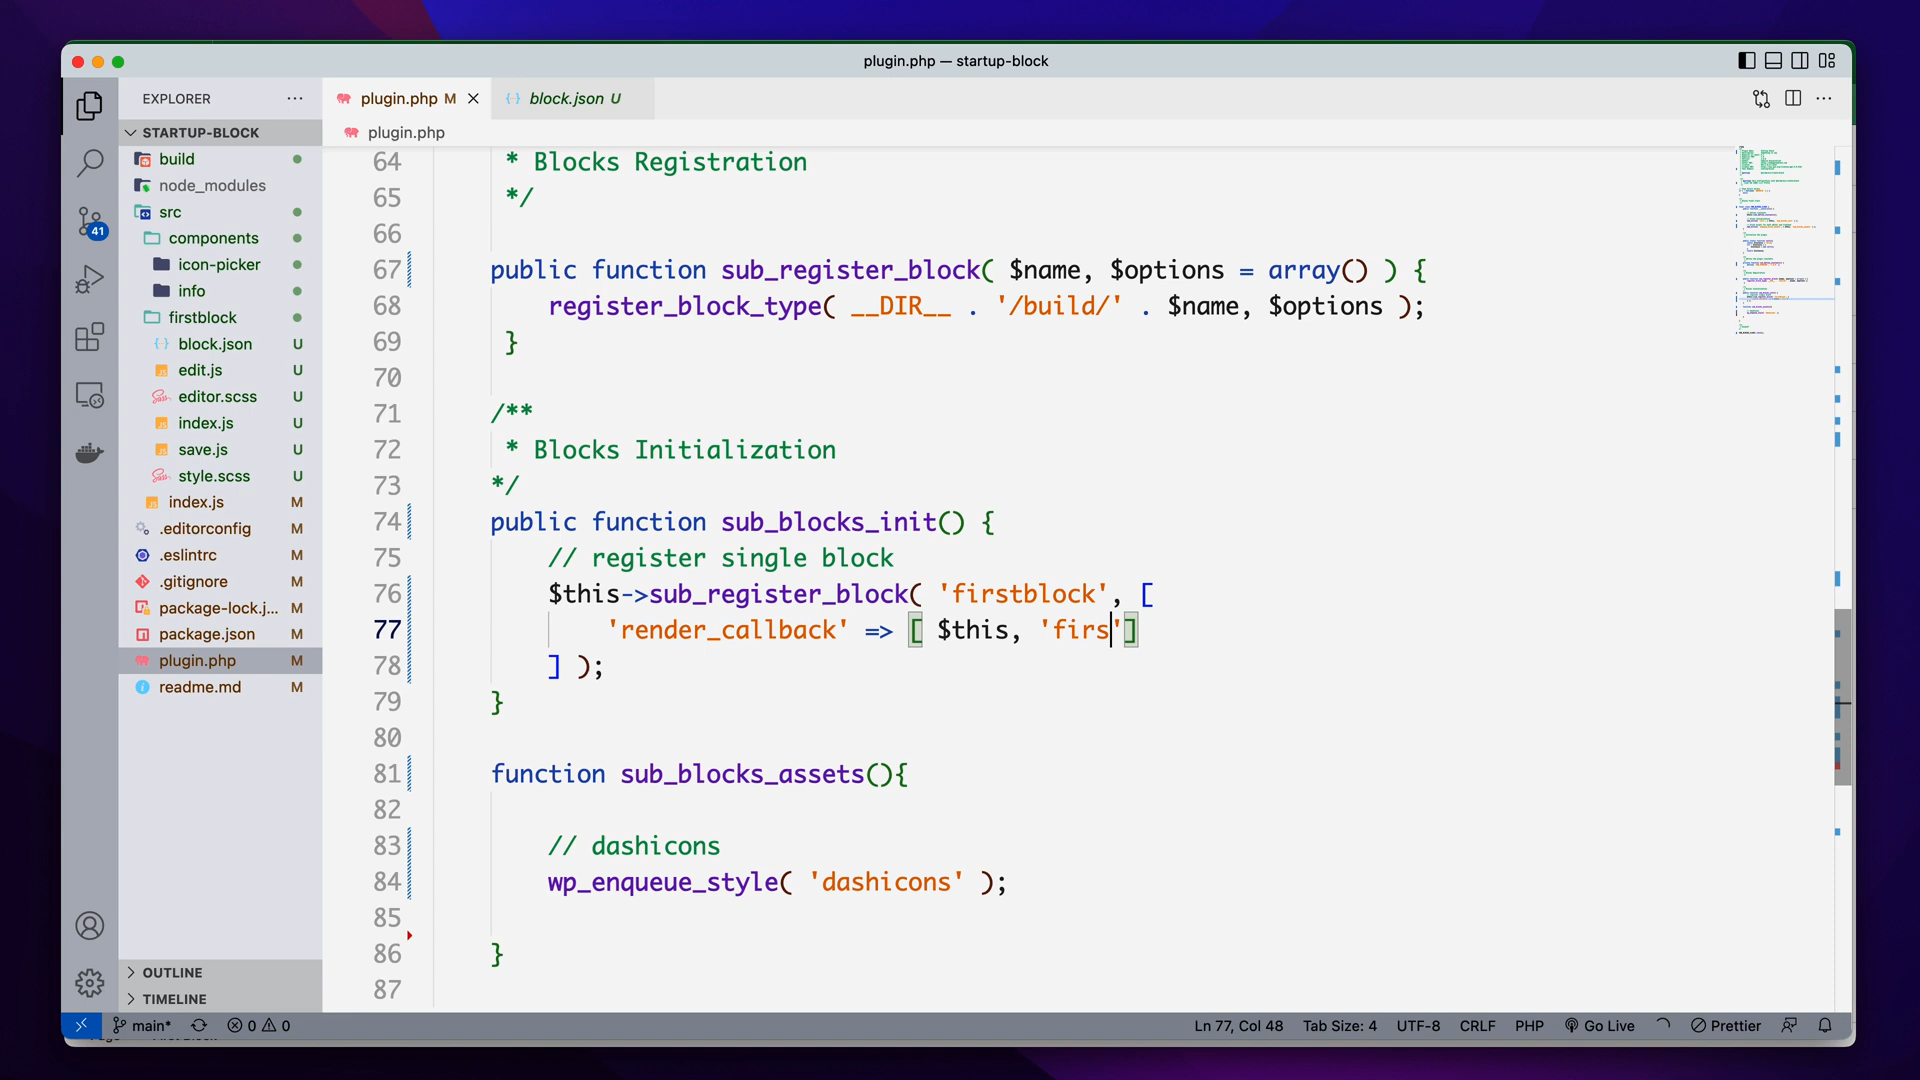 plugin.php — startup-block
EXPLORER
STARTUP-BLOCK
build
node_modules
src
components
icon-picker
info
firstblock
block.json U
edit.js U
editor.scss U
index.js U
save.js U
style.scss U
index.js M
.editorconfig M
.eslintrc M
.gitignore M
package-lock.j... M
package.json M
plugin.php M
readme.md M
OUTLINE
TIMELINE
41
plugin.php M
block.json U
plugin.php
64 * Blocks Registration
65 */
66
67 public function sub_register_block( $name, $options = array() ) {
68 register_block_type( __DIR__ . '/build/' . $name, $options );
69 }
70
71 /**
72 * Blocks Initialization
73 */
74 public function sub_blocks_init() {
75 // register single block
76 $this->sub_register_block( 'firstblock', [
77 'render_callback' => [ $this, 'firs']
78 ] );
79 }
80
81 function sub_blocks_assets(){
82
83 // dashicons
84 wp_enqueue_style( 'dashicons' );
85
86 }
87
main* 0 0 Ln 77, Col 48 Tab Size: 4 UTF-8 CRLF PHP Go Live Prettier